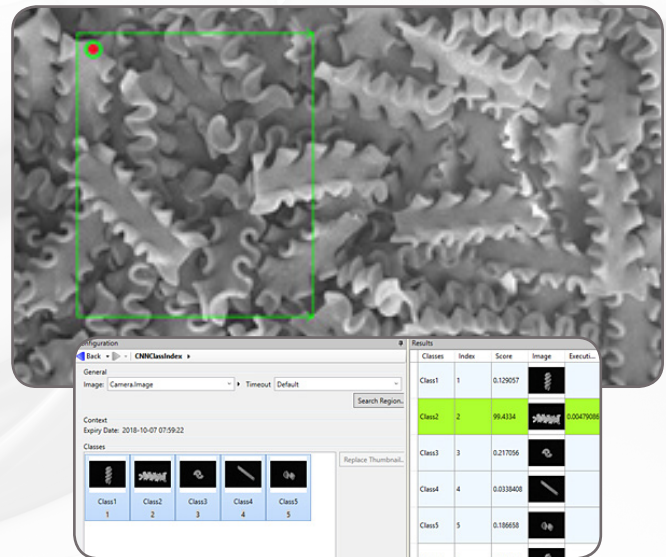 Configuration
Back
CNNClassIndex
General
Image: Camera.Image
Timeout Default
Search Region..
Context
Expiry Date: 2018-10-07 07:59:22
Classes
Replace Thumbnail..
Class1 Class2 Class3 Class4 Class5
1 2 3 4 5
Results
Classes Index Score Image Executi...
Class1 1 0.129057
Class2 2 99.4334 0.00479086
Class3 3 0.217056
Class4 4 0.0338408
Class5 5 0.186658